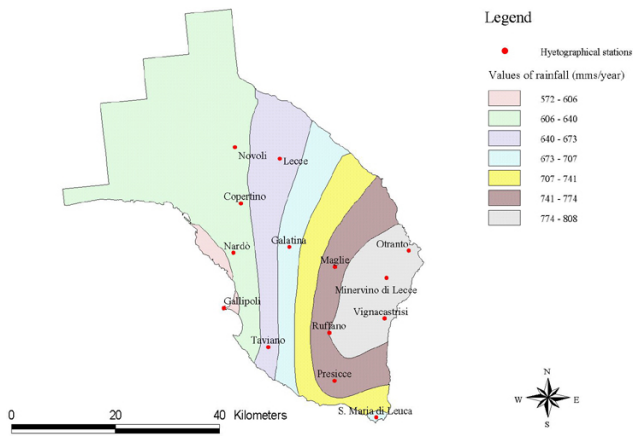 Legend
Hyetographical stations
Values of rainfall (mms/year)
572 - 606
606 - 640
640 - 673
673 - 707
707 - 741
741 - 774
774 - 808
Novoli
Lecce
Copertino
Galatina
Otranto
Nardò
Maglie
Minervino di Lecce
Gallipoli
Vignacastrisi
Ruffano
Taviano
Presicce
S. Maria di Leuca
0 20 40 Kilometers
N
W E
S